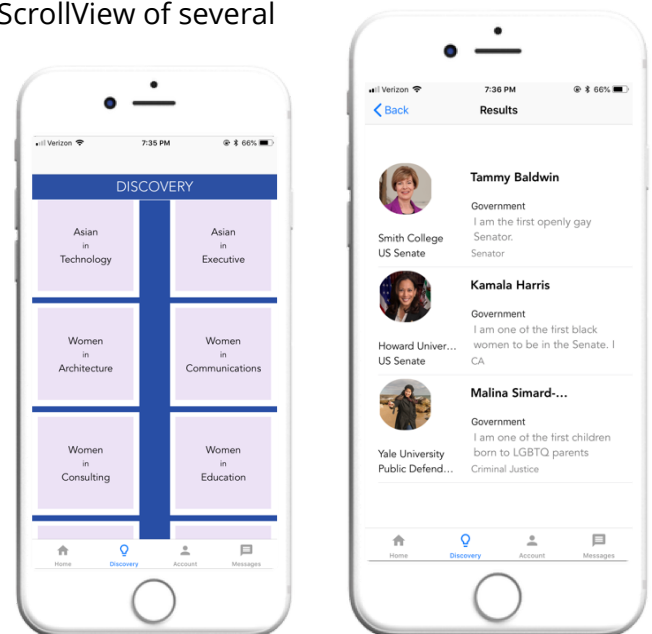 ScrollView of several
Verizon
7:35 PM
66%
DISCOVERY
Asian
in
Technology
Asian
in
Executive
Women
in
Architecture
Women
in
Communications
Women
in
Consulting
Women
in
Education
Home
Discovery
Account
Messages
Verizon
7:36 PM
66%
Back
Results
Tammy Baldwin
Government
I am the first openly gay
Senator.
Senator
Smith College
US Senate
Kamala Harris
Government
I am one of the first black
women to be in the Senate. I
CA
Howard Univer...
US Senate
Malina Simard-...
Government
I am one of the first children
born to LGBTQ parents
Criminal Justice
Yale University
Public Defend...
Home
Discovery
Account
Messages